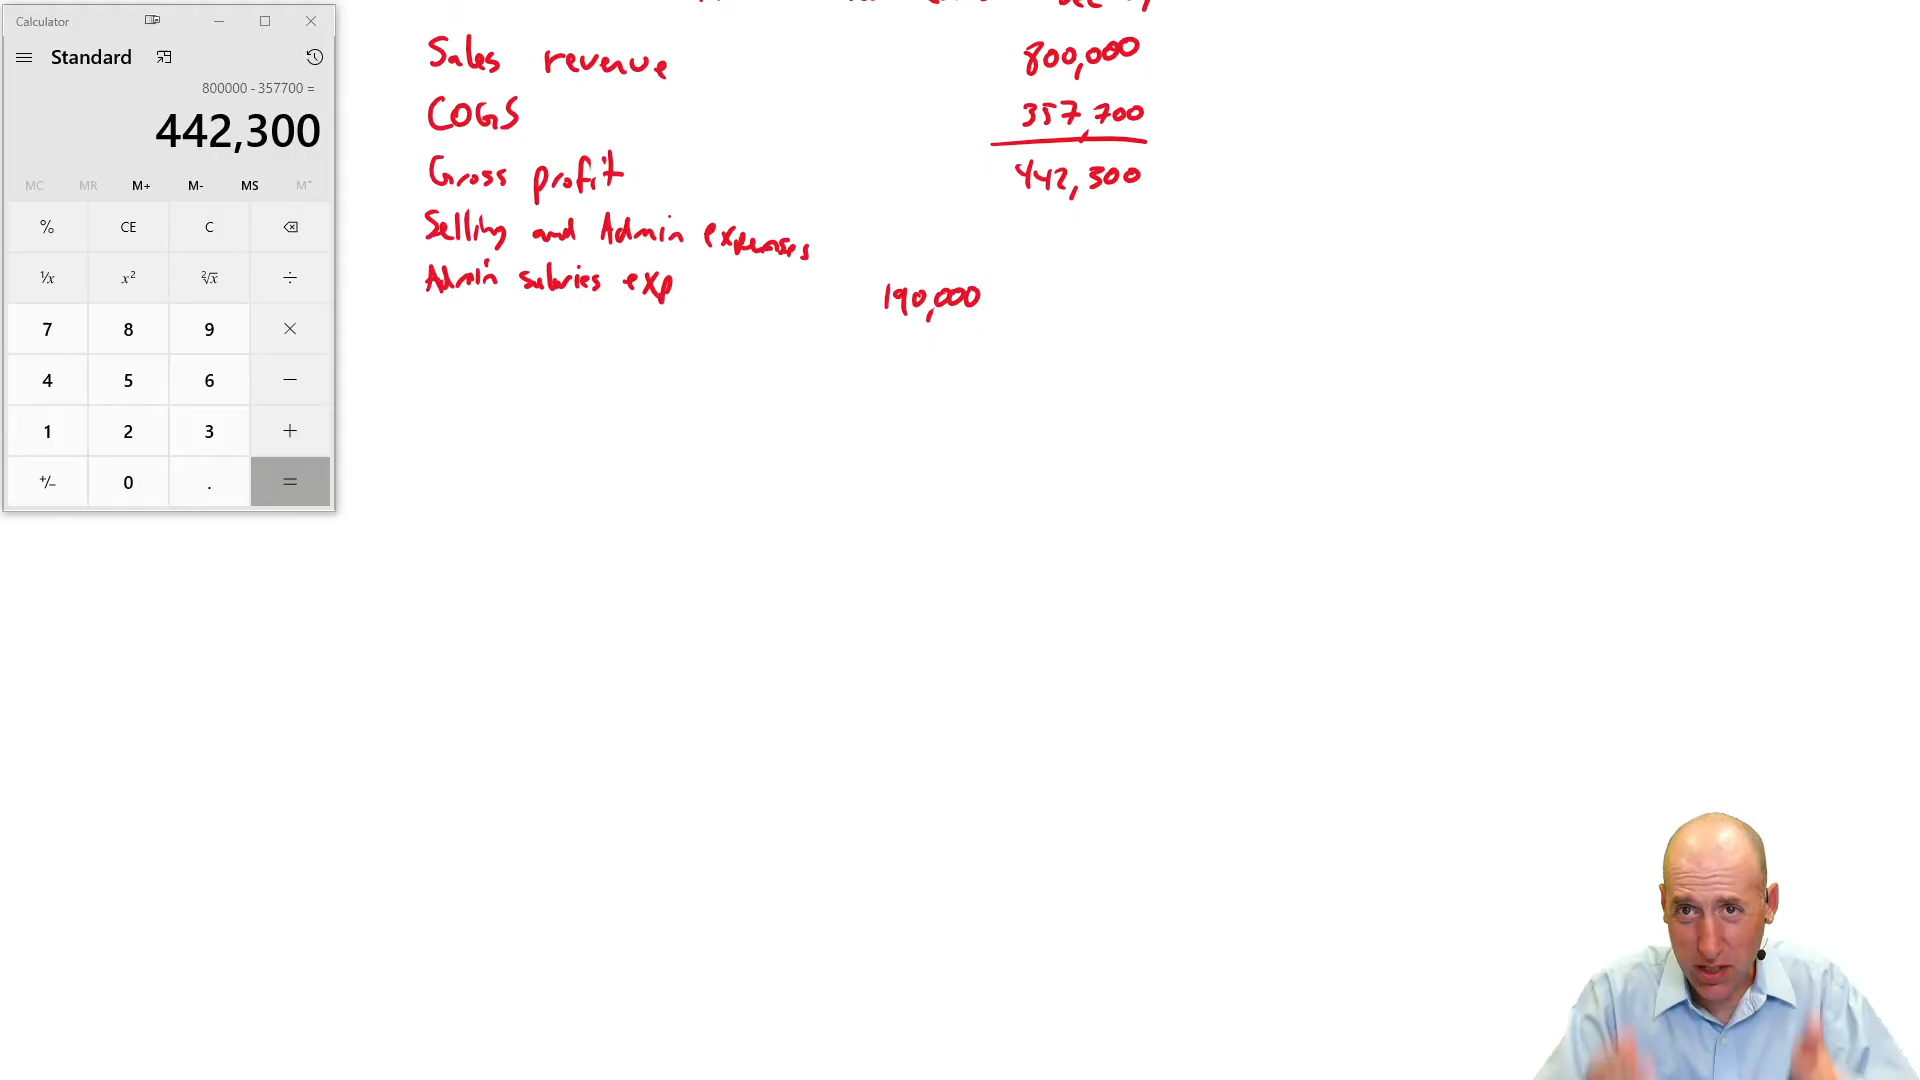 Calculator
Standard
800000 - 357700 =
442,300
MC MR M+ M- MS M˅
% CE C
¹/x x² ²√x ÷
7 8 9 ×
4 5 6 −
1 2 3 +
+/− 0 . =
Sales revenue 800,000
COGS 357,700
Gross profit 442,300
Selling and Admin expenses
Admin salaries exp 190,000